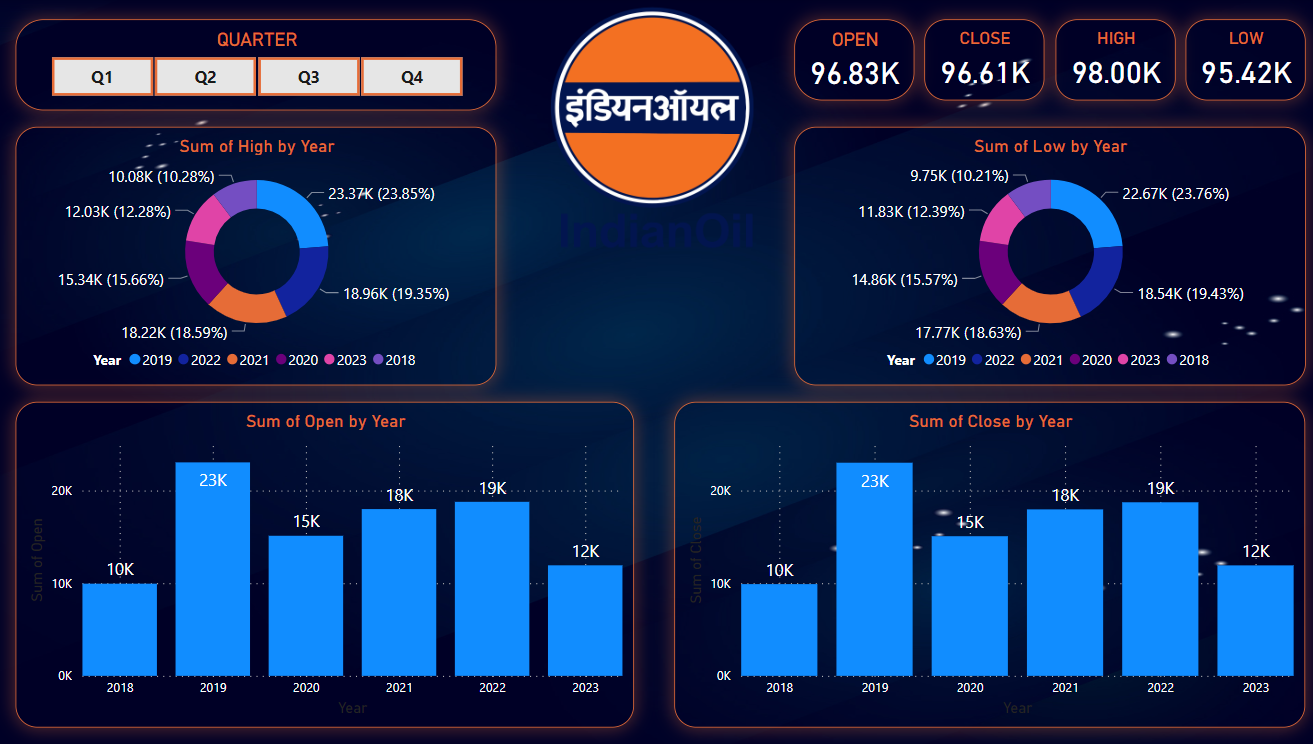 QUARTER
Q1 Q2 Q3 Q4
इंडियनऑयल
IndianOil
OPEN
96.83K
CLOSE
96.61K
HIGH
98.00K
LOW
95.42K
Sum of High by Year
10.08K (10.28%)
23.37K (23.85%)
12.03K (12.28%)
15.34K (15.66%)
18.96K (19.35%)
18.22K (18.59%)
Year 2019 2022 2021 2020 2023 2018
Sum of Low by Year
9.75K (10.21%)
22.67K (23.76%)
11.83K (12.39%)
14.86K (15.57%)
18.54K (19.43%)
17.77K (18.63%)
Year 2019 2022 2021 2020 2023 2018
Sum of Open by Year
Sum of Open
20K
10K
0K
10K 23K 15K 18K 19K 12K
2018 2019 2020 2021 2022 2023
Year
Sum of Close by Year
Sum of Close
20K
10K
0K
10K 23K 15K 18K 19K 12K
2018 2019 2020 2021 2022 2023
Year